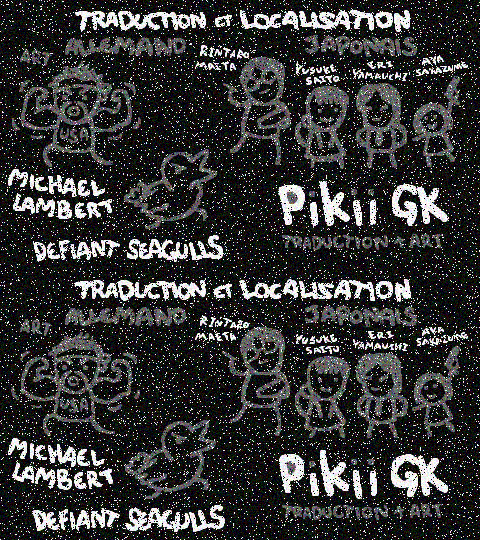 TRADUCTION ET LOCALISATION
ALLEMAND
JAPONAIS
ART
RINTARO
MAETA
YUSUKE
SAITO
ERI
YAMAUCHI
AYA
SAKAZUME
USA
MICHAEL
LAMBERT
Pikii GK
TRADUCTION + ART
DEFIANT SEAGULLS
TRADUCTION ET LOCALISATION
ALLEMAND
JAPONAIS
ART
RINTARO
MAETA
YUSUKE
SAITO
ERI
YAMAUCHI
AYA
SAKAZUME
USA
MICHAEL
LAMBERT
Pikii GK
TRADUCTION + ART
DEFIANT SEAGULLS